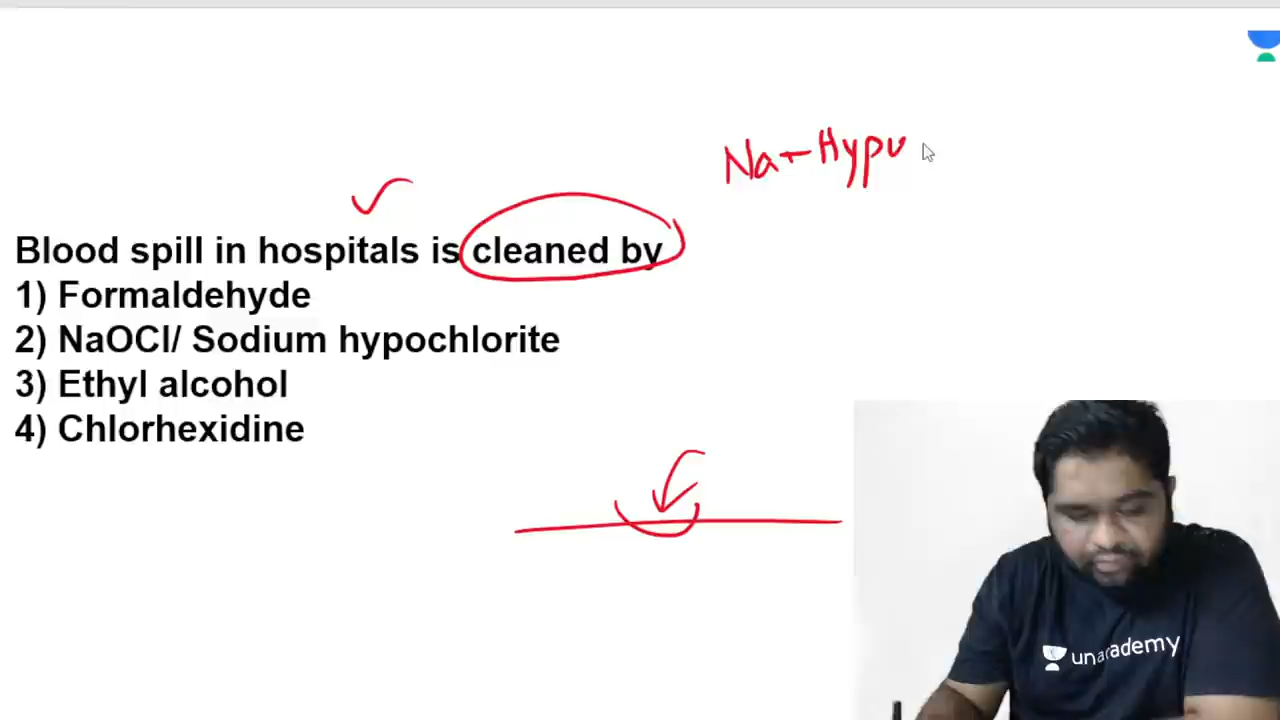 Na-Hypo
Blood spill in hospitals is cleaned by
1) Formaldehyde
2) NaOCl/ Sodium hypochlorite
3) Ethyl alcohol
4) Chlorhexidine
unacademy